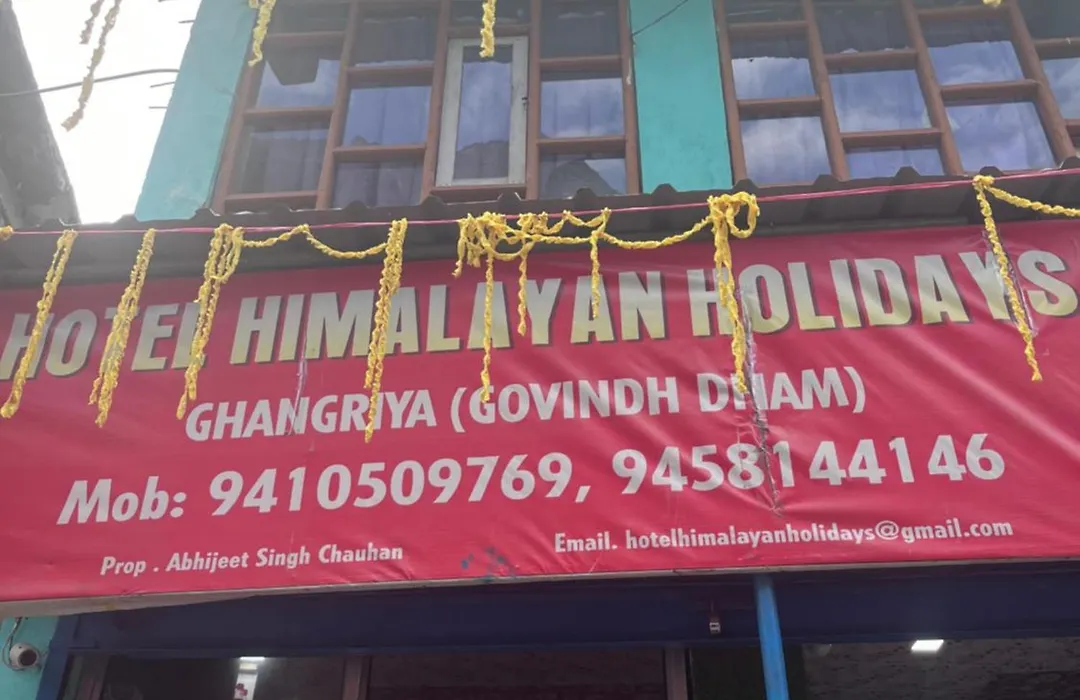 HOTEL HIMALAYAN HOLIDAYS
GHANGRIYA (GOVINDH DHAM)
Mob: 9410509769, 9458144146
Prop . Abhijeet Singh Chauhan
Email. hotelhimalayanholidays@gmail.com